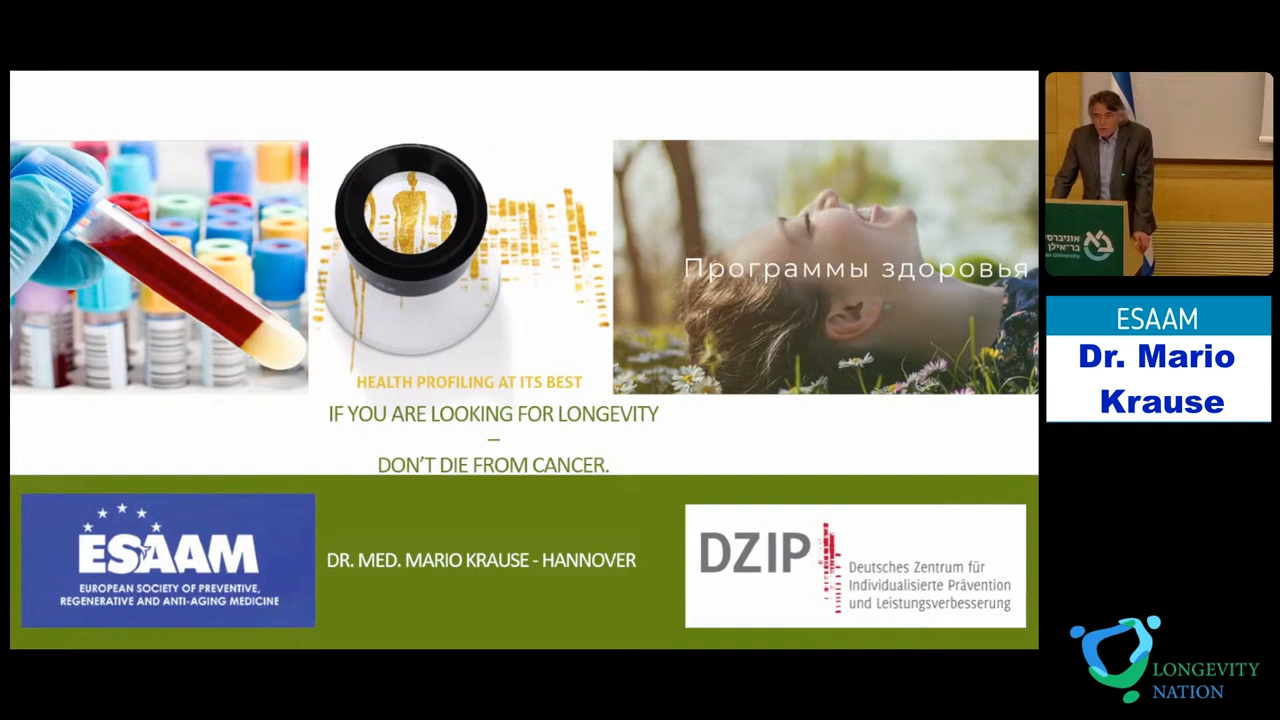 Программы здоровья
HEALTH PROFILING AT ITS BEST
IF YOU ARE LOOKING FOR LONGEVITY
–
DON'T DIE FROM CANCER.
ESAAM
EUROPEAN SOCIETY OF PREVENTIVE,
REGENERATIVE AND ANTI-AGING MEDICINE
DR. MED. MARIO KRAUSE - HANNOVER
DZIP
Deutsches Zentrum für
Individualisierte Prävention
und Leistungsverbesserung
בר־אילן
ESAAM
Dr. Mario
Krause
LONGEVITY
NATION